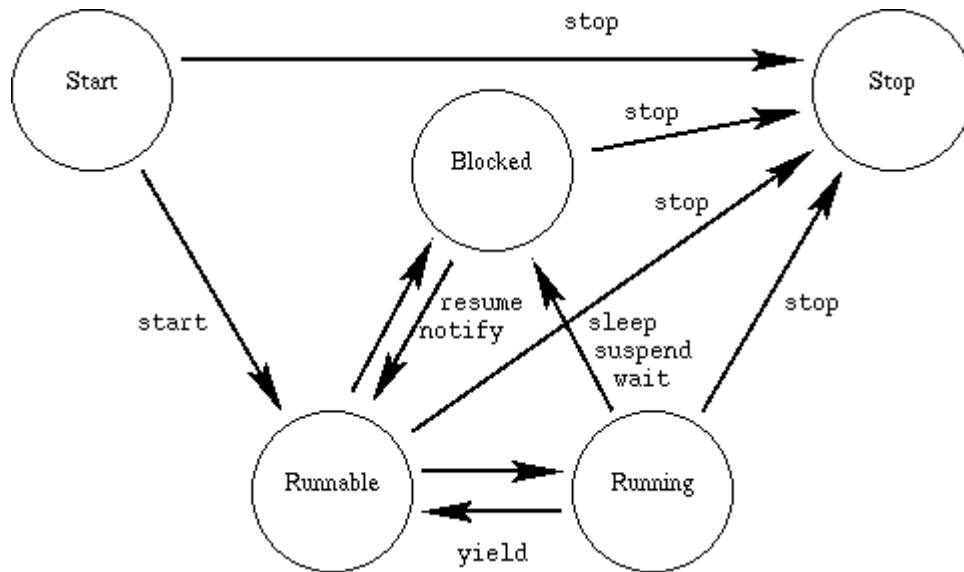 stop
Start
Stop
stop
Blocked
stop
resume
notify
start
sleep
suspend
wait
stop
Runnable
Running
yield